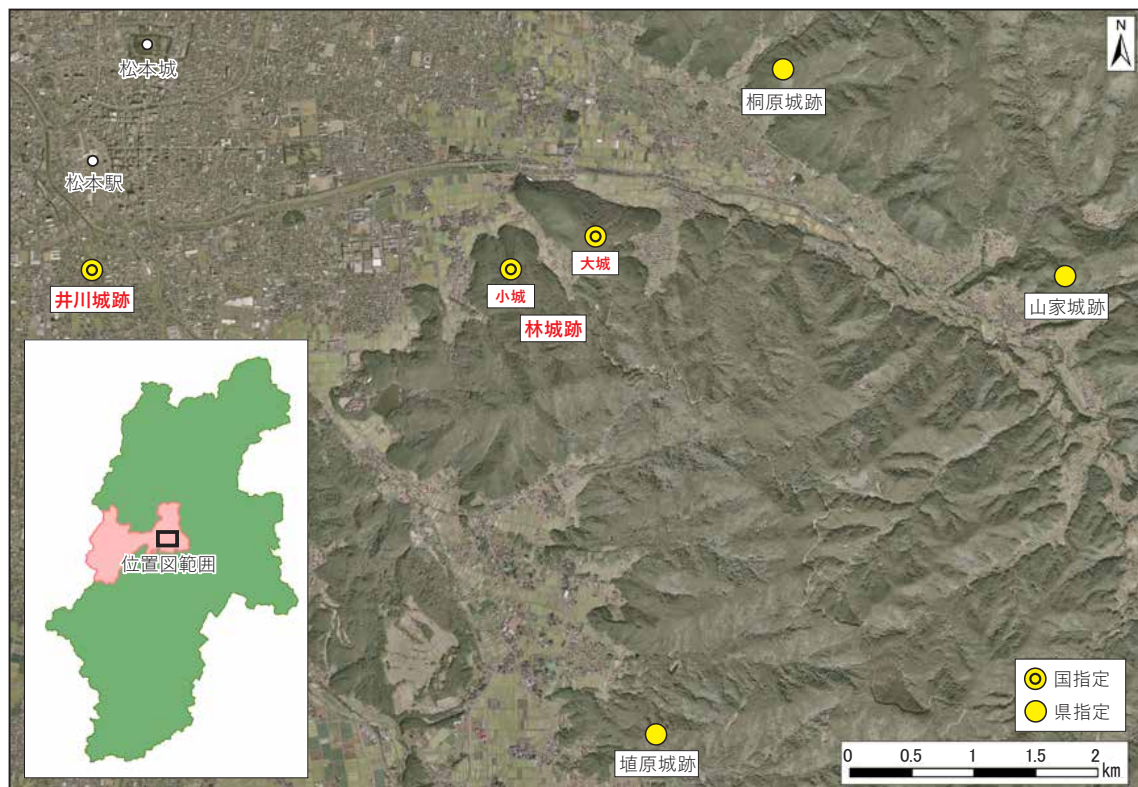 N
松本城
桐原城跡
松本駅
大城
井川城跡
小城
林城跡
山家城跡
位置図範囲
国指定
県指定
埴原城跡
0 0.5 1 1.5 2
km